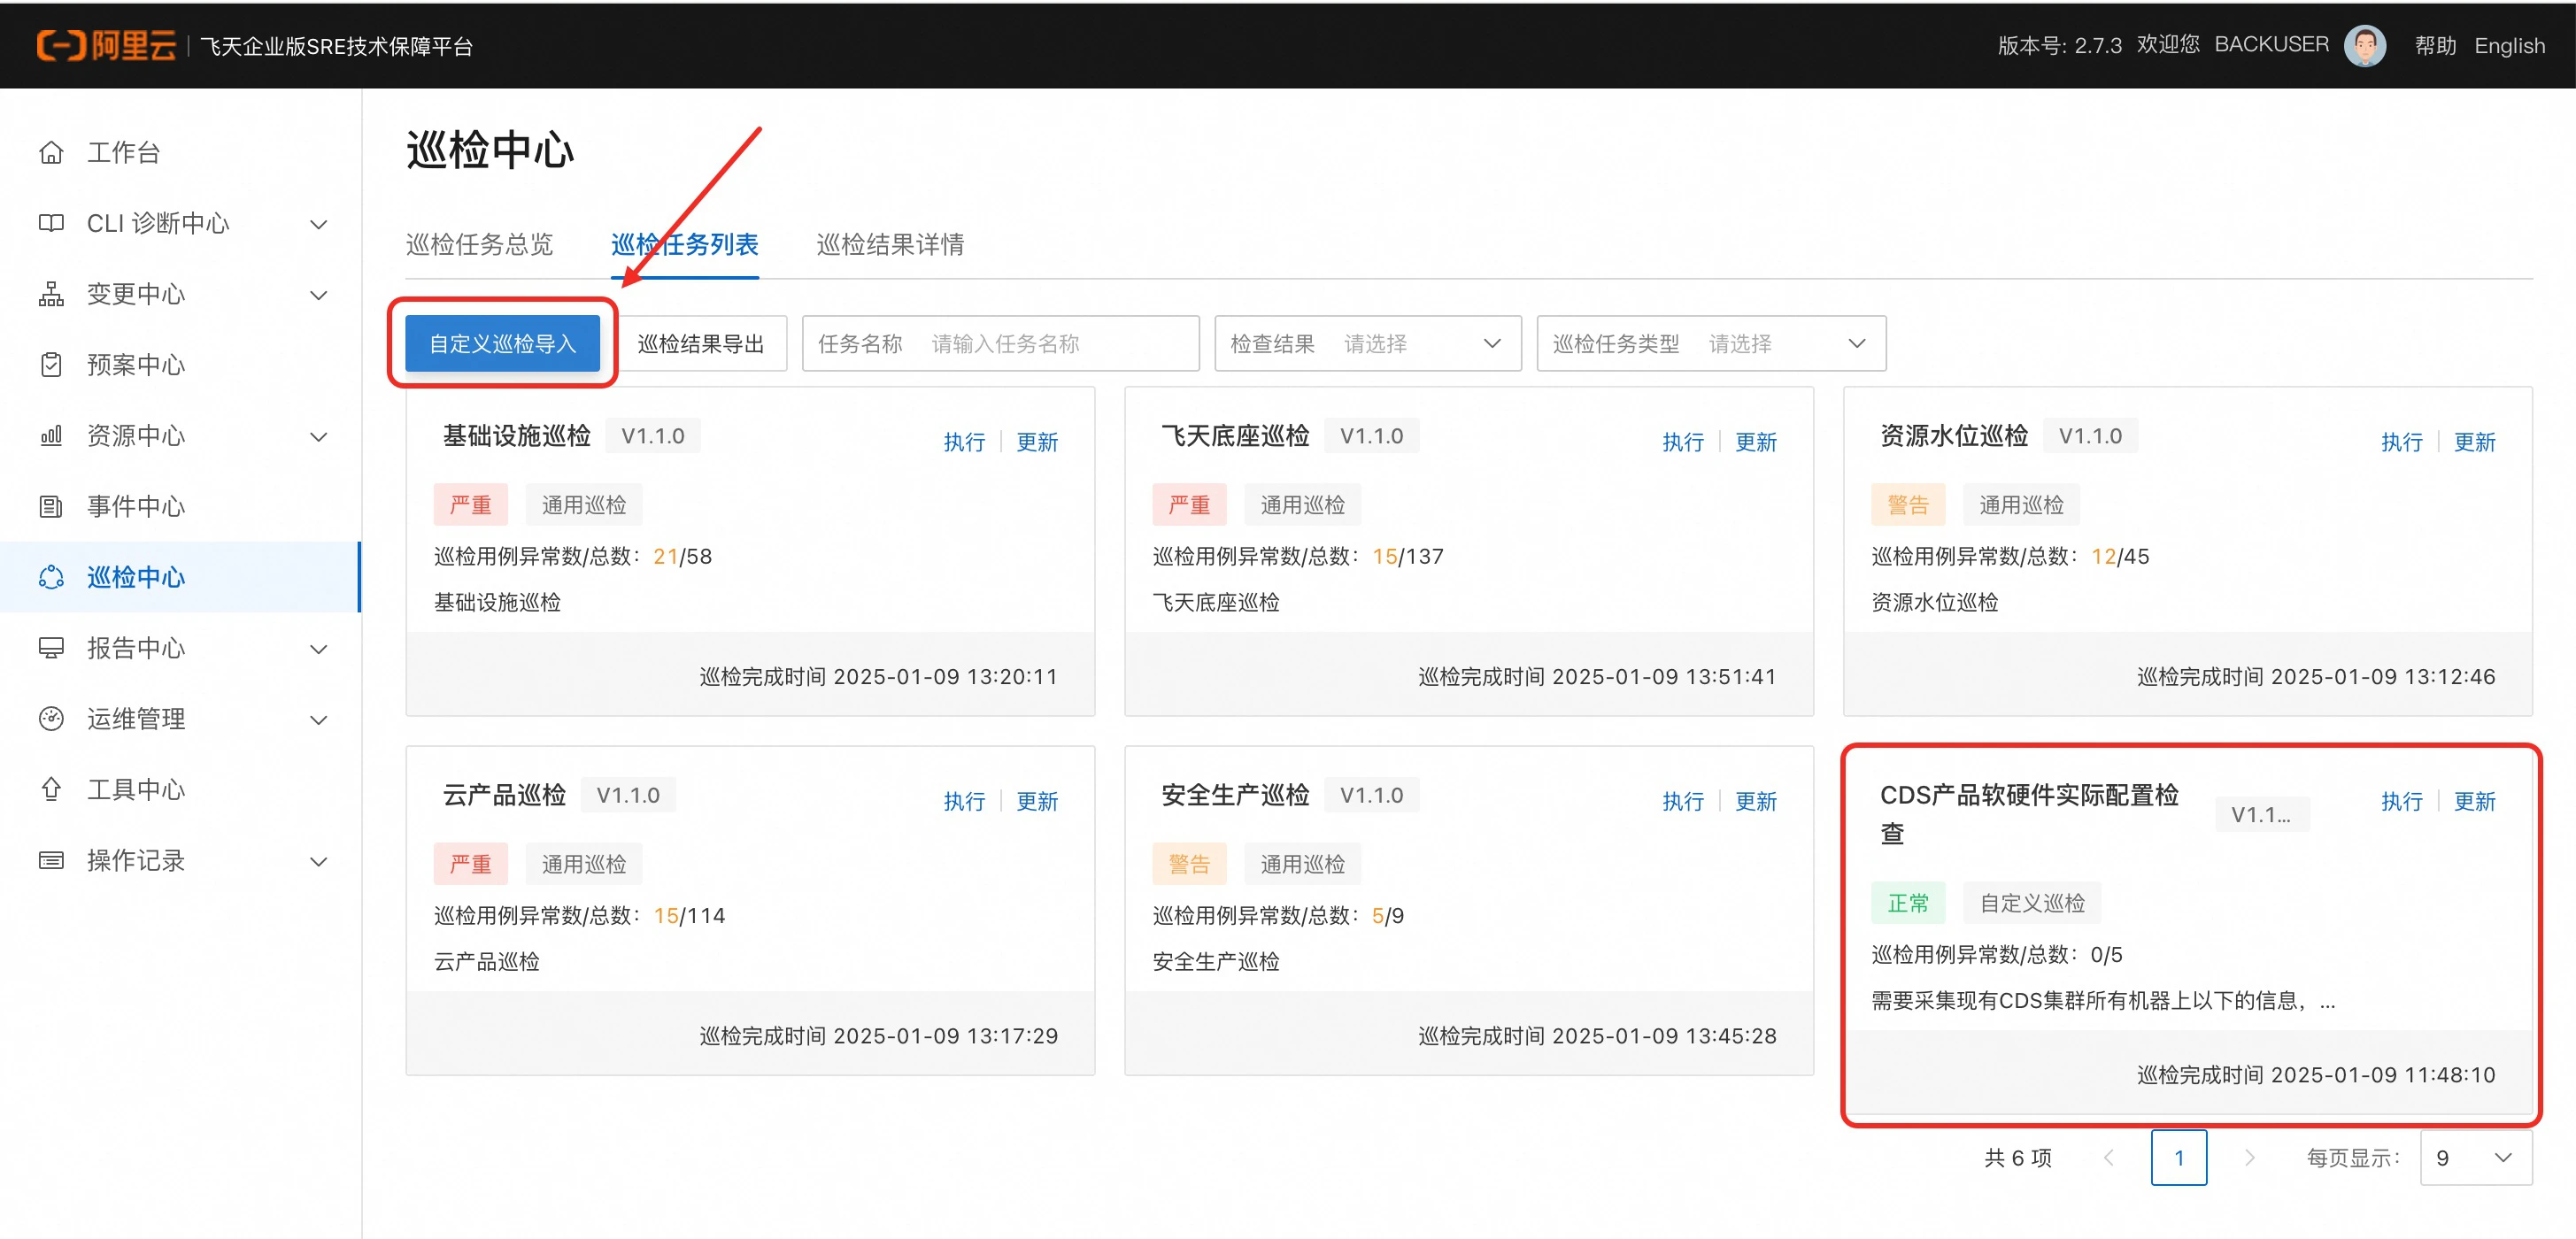 阿里云 飞天企业版SRE技术保障平台 版本号: 2.7.3 欢迎您 BACKUSER 帮助 English
工作台
CLI 诊断中心
变更中心
预案中心
资源中心
事件中心
巡检中心
报告中心
运维管理
工具中心
操作记录
巡检中心
巡检任务总览 巡检任务列表 巡检结果详情
自定义巡检导入 巡检结果导出 任务名称 请输入任务名称 检查结果 请选择 巡检任务类型 请选择
基础设施巡检 V1.1.0 执行 更新
严重 通用巡检
巡检用例异常数/总数: 21/58
基础设施巡检
巡检完成时间 2025-01-09 13:20:11
飞天底座巡检 V1.1.0 执行 更新
严重 通用巡检
巡检用例异常数/总数: 15/137
飞天底座巡检
巡检完成时间 2025-01-09 13:51:41
资源水位巡检 V1.1.0 执行 更新
警告 通用巡检
巡检用例异常数/总数: 12/45
资源水位巡检
巡检完成时间 2025-01-09 13:12:46
云产品巡检 V1.1.0 执行 更新
严重 通用巡检
巡检用例异常数/总数: 15/114
云产品巡检
巡检完成时间 2025-01-09 13:17:29
安全生产巡检 V1.1.0 执行 更新
警告 通用巡检
巡检用例异常数/总数: 5/9
安全生产巡检
巡检完成时间 2025-01-09 13:45:28
CDS产品软硬件实际配置检
查 V1.1... 执行 更新
正常 自定义巡检
巡检用例异常数/总数: 0/5
需要采集现有CDS集群所有机器上以下的信息，...
巡检完成时间 2025-01-09 11:48:10
共 6 项 1 每页显示: 9